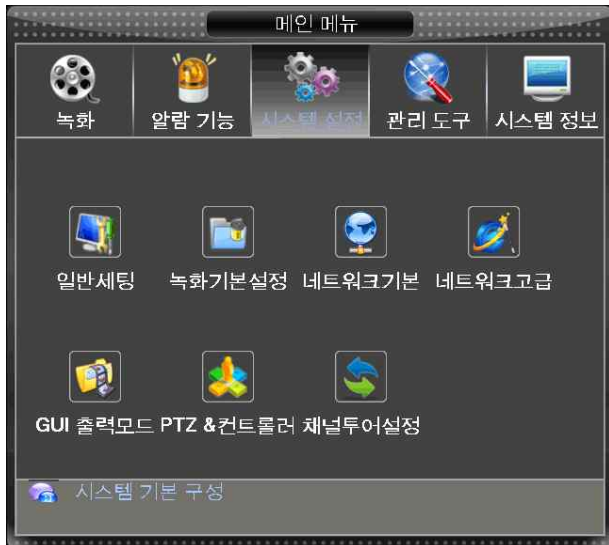 메인 메뉴
녹화 알람 기능 시스템 설정 관리 도구 시스템 정보
일반세팅 녹화기본설정 네트워크기본 네트워크고급
GUI 출력모드 PTZ &컨트롤러 채널투어설정
시스템 기본 구성